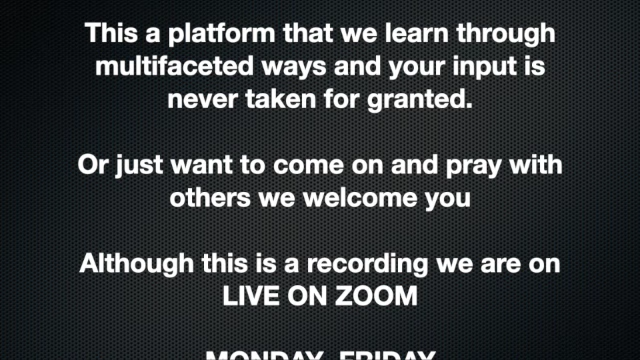 This a platform that we learn through
multifaceted ways and your input is
never taken for granted.
Or just want to come on and pray with
others we welcome you
Although this is a recording we are on
LIVE ON ZOOM
MONDAY FRIDAY